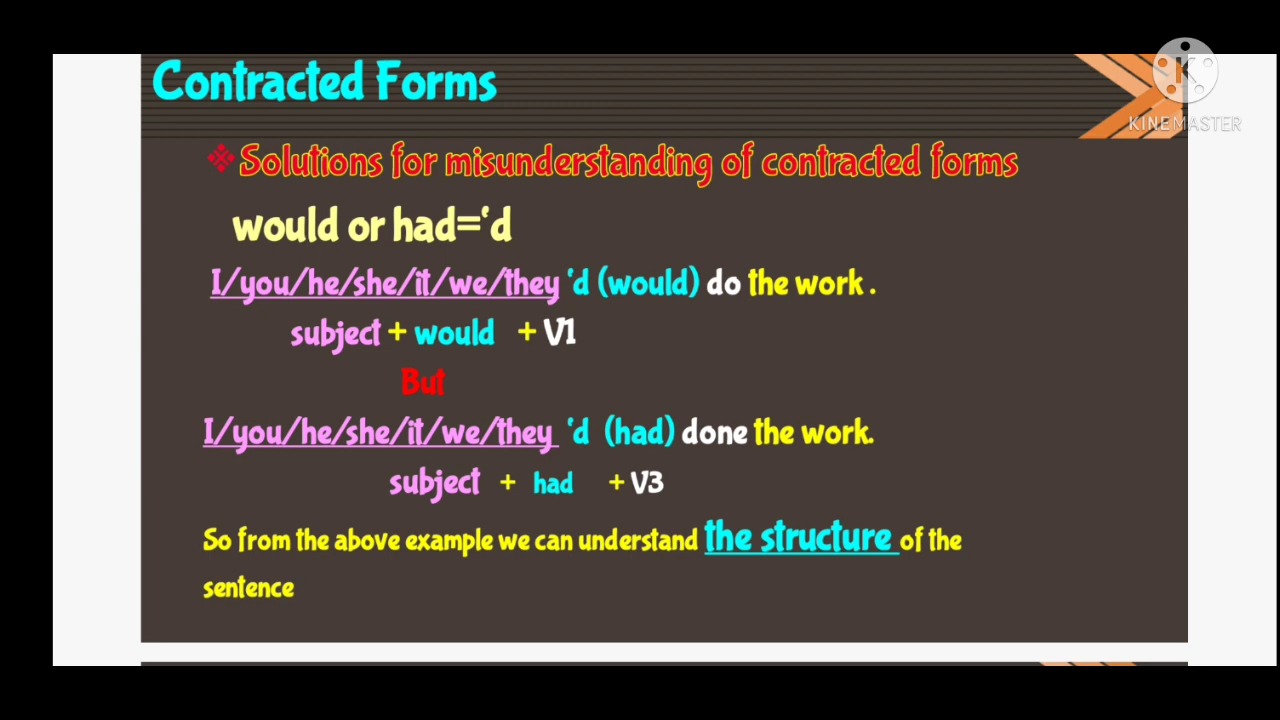 Contracted Forms
KINEMASTER
❖Solutions for misunderstanding of contracted forms
would or had=‘d
I/you/he/she/it/we/they ‘d (would) do the work .
subject + would + V1
But
I/you/he/she/it/we/they ‘d (had) done the work.
subject + had + V3
So from the above example we can understand the structure of the
sentence